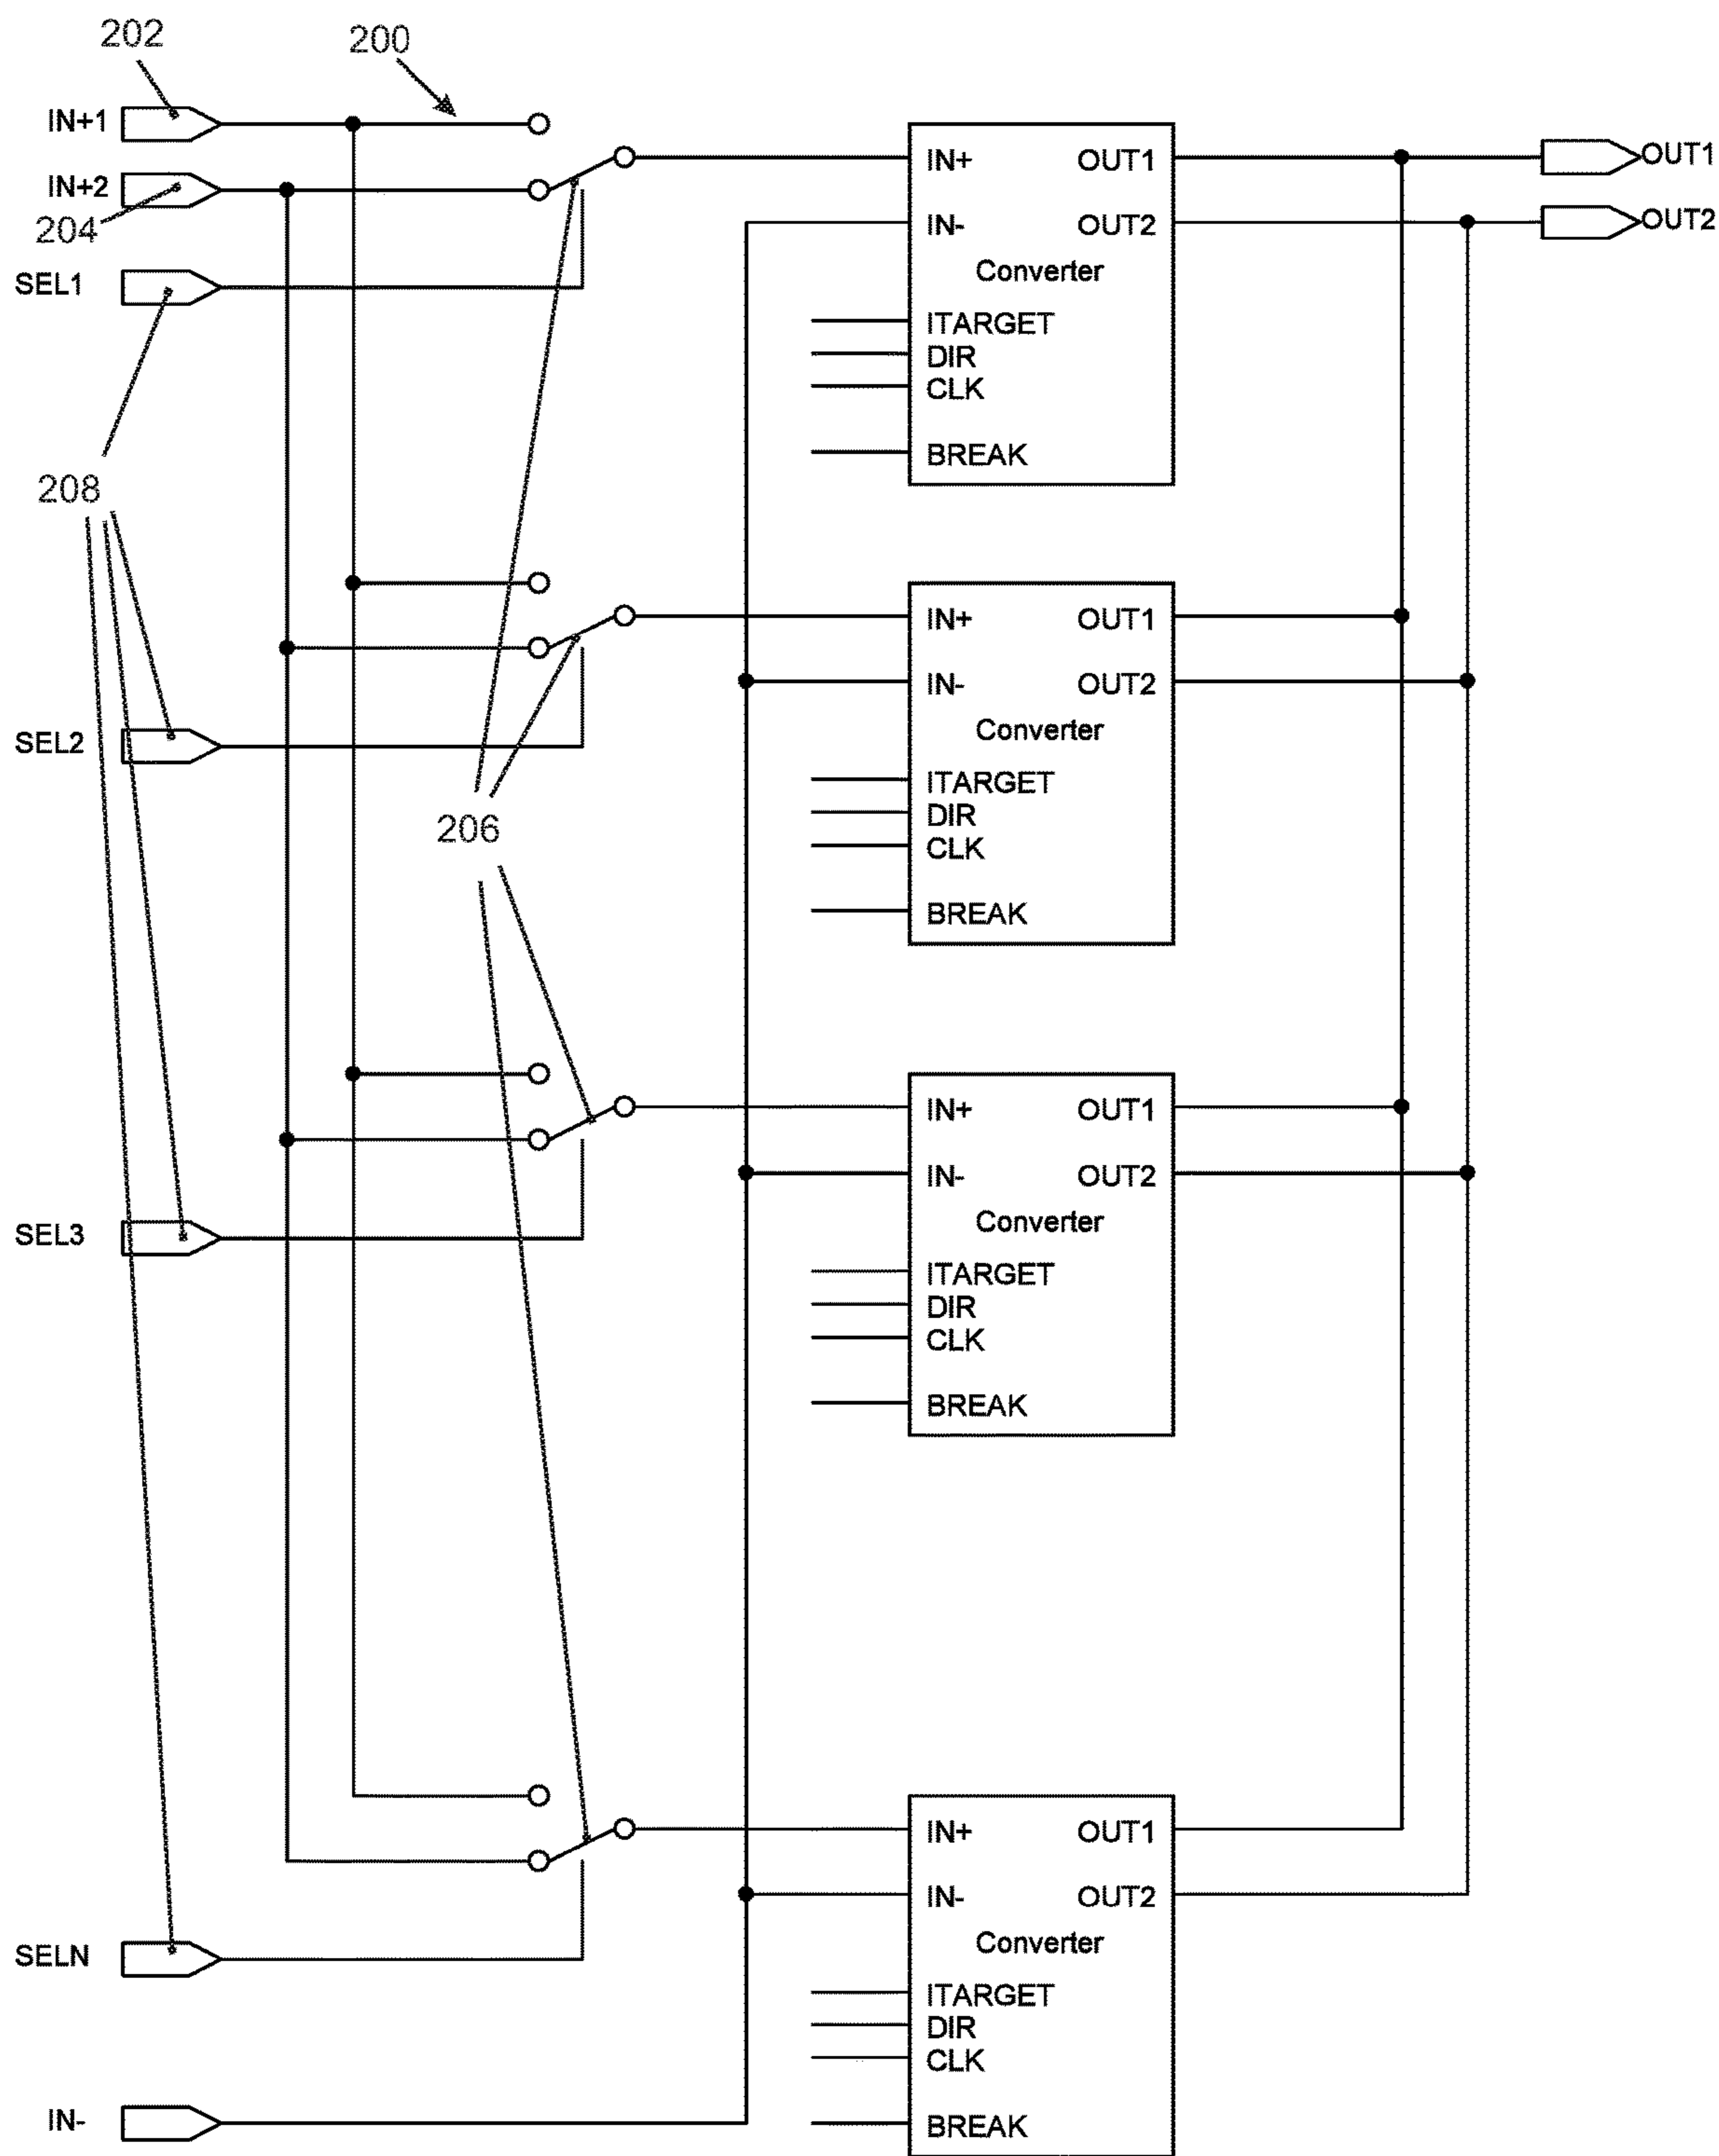 202
200
IN+1
IN+2
204
SEL1
IN+ OUT1
IN- OUT2
Converter
ITARGET
DIR
CLK
BREAK
OUT1
OUT2
208
SEL2
IN+ OUT1
IN- OUT2
Converter
ITARGET
DIR
CLK
BREAK
206
SEL3
IN+ OUT1
IN- OUT2
Converter
ITARGET
DIR
CLK
BREAK
SELN
IN+ OUT1
IN- OUT2
Converter
ITARGET
DIR
CLK
BREAK
IN-